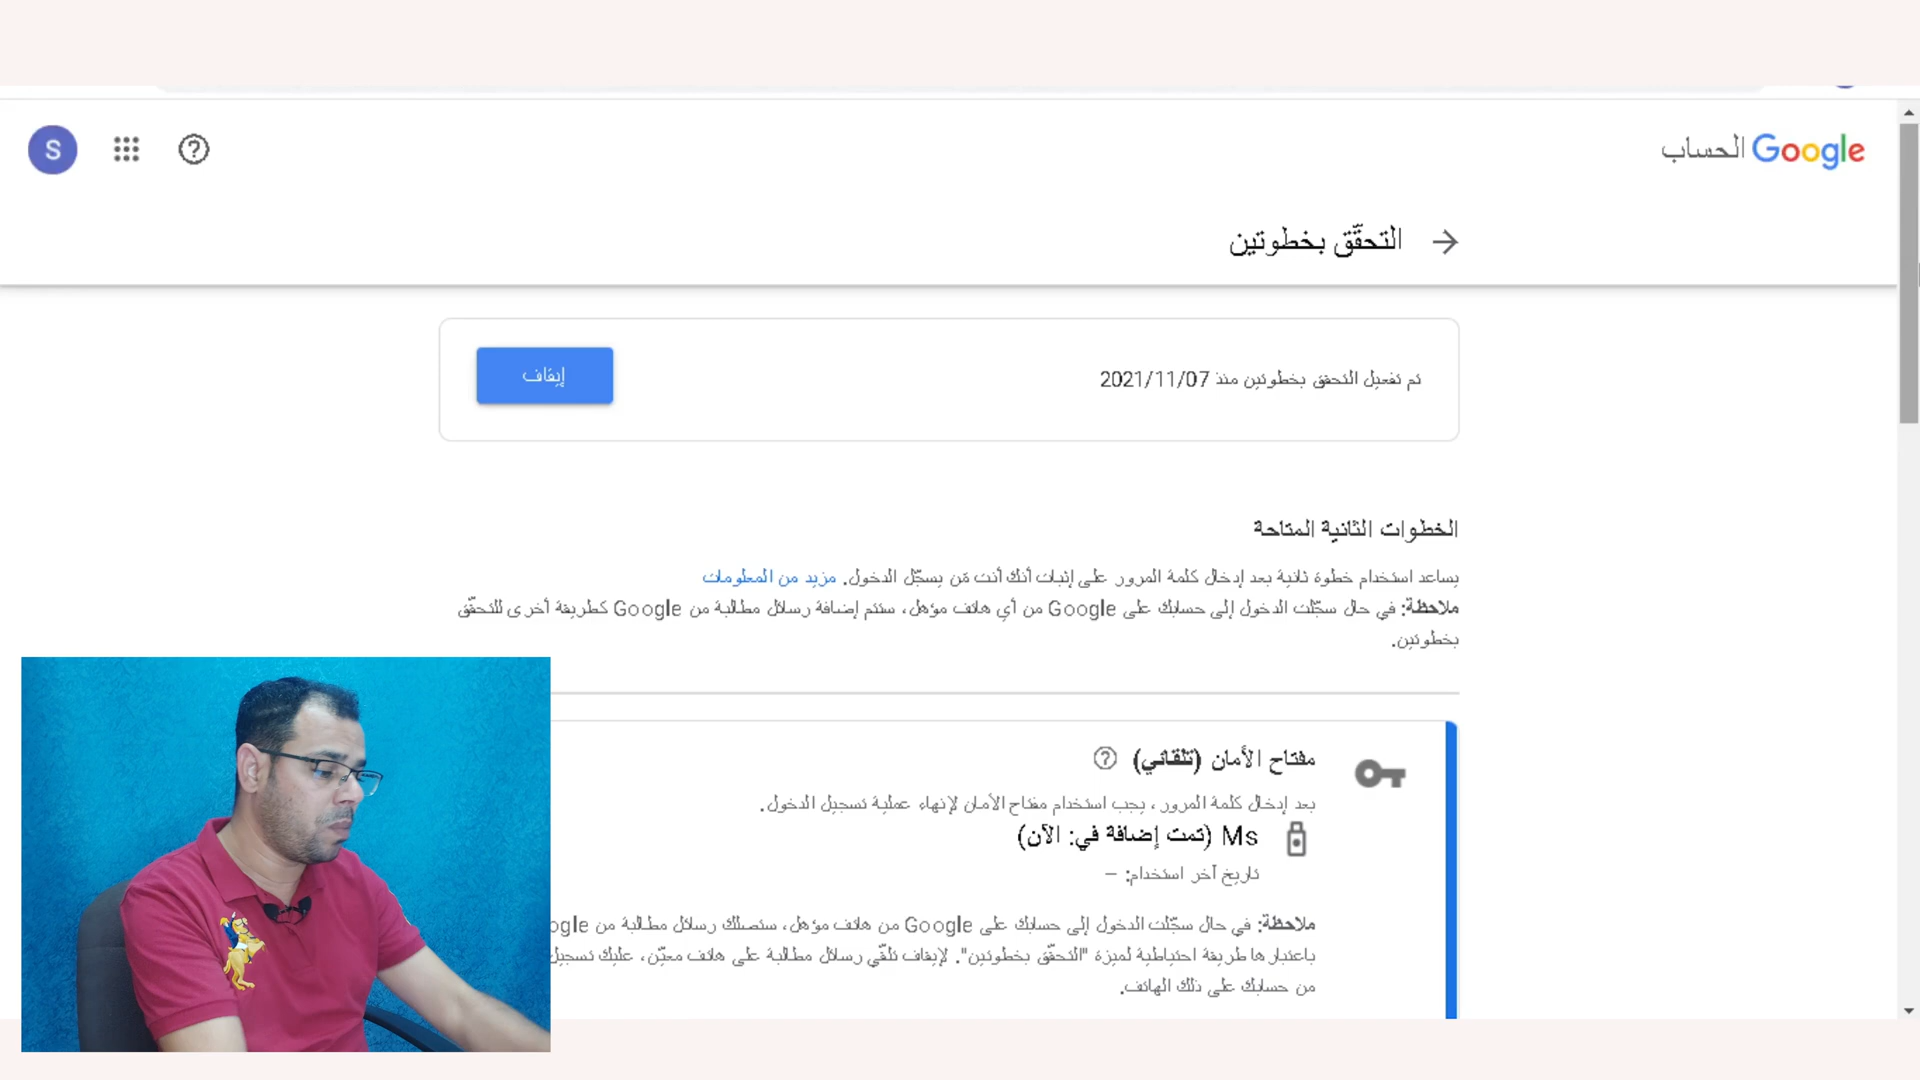 الحساب Google
S
التحقّق بخطوتين
تم تفعيل التحقق بخطوتين منذ 2021/11/07
إيقاف
الخطوات الثانية المتاحة
يساعد استخدام خطوة ثانية بعد إدخال كلمة المرور على إثبات أنك أنت مَن يسجّل الدخول. مزيد من المعلومات
ملاحظة: في حال سجّلت الدخول إلى حسابك على Google من أي هاتف مؤهل، ستتم إضافة رسائل مطالبة من Google كطريقة أخرى للتحقّق
بخطوتين.
مفتاح الأمان (تلقائي)
بعد إدخال كلمة المرور، يجب استخدام مفتاح الأمان لإنهاء عملية تسجيل الدخول.
Ms (تمت إضافة في: الآن)
تاريخ آخر استخدام: –
ملاحظة: في حال سجّلت الدخول إلى حسابك على Google من هاتف مؤهل، ستصلك رسائل مطالبة من
باعتبارها طريقة احتياطية لميزة "التحقّق بخطوتين". لإيقاف تلقّي رسائل مطالبة على هاتف معيّن، عليك تسجيل
من حسابك على ذلك الهاتف.